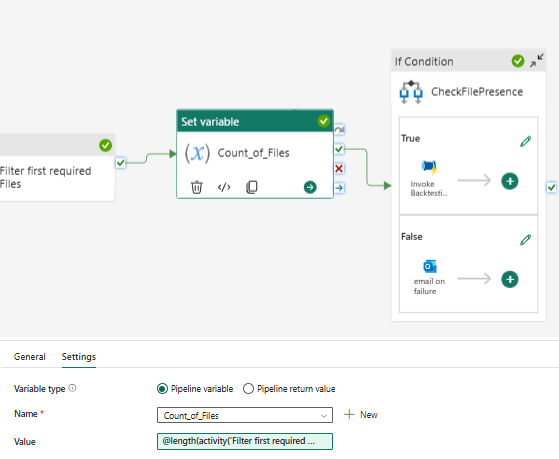 If Condition
Set variable
CheckFilePresence
(x) Count_of_Files
Filter first required
Files
True
Invoke
Backtesti...
False
email on
failure
General Settings
Variable type Pipeline variable Pipeline return value
Name * Count_of_Files + New
Value @length(activity('Filter first required ...